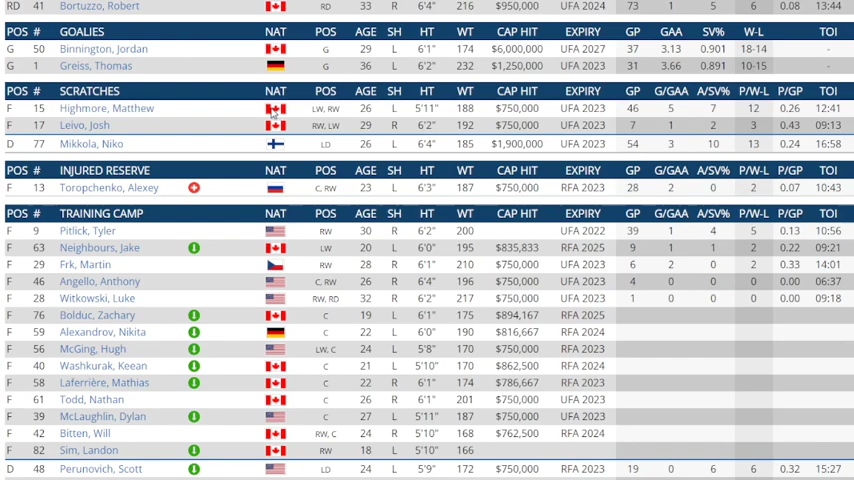 RD 41 Bortuzzo, Robert RD 33 R 6'4" 216 $950,000 UFA 2024 73 1 5 6 0.08 13:44
POS # GOALIES NAT POS AGE SH HT WT CAP HIT EXPIRY GP GAA SV% W-L TOI
G 50 Binnington, Jordan G 29 L 6'1" 174 $6,000,000 UFA 2027 37 3.13 0.901 18-14 -
G 1 Greiss, Thomas G 36 L 6'2" 232 $1,250,000 UFA 2023 31 3.66 0.891 10-15 -
POS # SCRATCHES NAT POS AGE SH HT WT CAP HIT EXPIRY GP G/GAA A/SV% P/W-L P/GP TOI
F 15 Highmore, Matthew LW, RW 26 L 5'11" 188 $750,000 UFA 2023 46 5 7 12 0.26 12:41
F 17 Leivo, Josh RW, LW 29 R 6'2" 192 $750,000 UFA 2023 7 1 2 3 0.43 09:13
D 77 Mikkola, Niko LD 26 L 6'4" 185 $1,900,000 UFA 2023 54 3 10 13 0.24 16:58
POS # INJURED RESERVE NAT POS AGE SH HT WT CAP HIT EXPIRY GP G/GAA A/SV% P/W-L P/GP TOI
F 13 Toropchenko, Alexey C, RW 23 L 6'3" 187 $750,000 RFA 2023 28 2 0 2 0.07 10:43
POS # TRAINING CAMP NAT POS AGE SH HT WT CAP HIT EXPIRY GP G/GAA A/SV% P/W-L P/GP TOI
F 9 Pitlick, Tyler RW 30 R 6'2" 200 UFA 2022 39 1 4 5 0.13 10:56
F 63 Neighbours, Jake LW 20 L 6'0" 195 $835,833 RFA 2025 9 1 1 2 0.22 09:21
F 29 Frk, Martin RW 28 R 6'1" 210 $750,000 UFA 2023 6 2 0 2 0.33 14:01
F 46 Angello, Anthony C, RW 26 R 6'4" 196 $750,000 UFA 2023 4 0 0 0 0.00 06:37
F 28 Witkowski, Luke RW, RD 32 R 6'2" 217 $750,000 UFA 2023 1 0 0 0 0.00 09:18
F 76 Bolduc, Zachary C 19 L 6'1" 175 $894,167 RFA 2025
F 59 Alexandrov, Nikita C 22 L 6'0" 190 $816,667 RFA 2024
F 56 McGing, Hugh LW, C 24 L 5'8" 170 $750,000 RFA 2023
F 40 Washkurak, Keean C 21 L 5'10" 170 $862,500 RFA 2024
F 58 Laferrière, Mathias C 22 R 6'1" 174 $786,667 RFA 2023
F 61 Todd, Nathan C 26 R 6'1" 201 $750,000 UFA 2023
F 39 McLaughlin, Dylan C 27 L 5'11" 187 $750,000 UFA 2023
F 42 Bitten, Will RW, C 24 R 5'10" 168 $762,500 RFA 2024
F 82 Sim, Landon RW 18 L 5'10" 166
D 48 Perunovich, Scott LD 24 L 5'9" 172 $750,000 RFA 2023 19 0 6 6 0.32 15:27